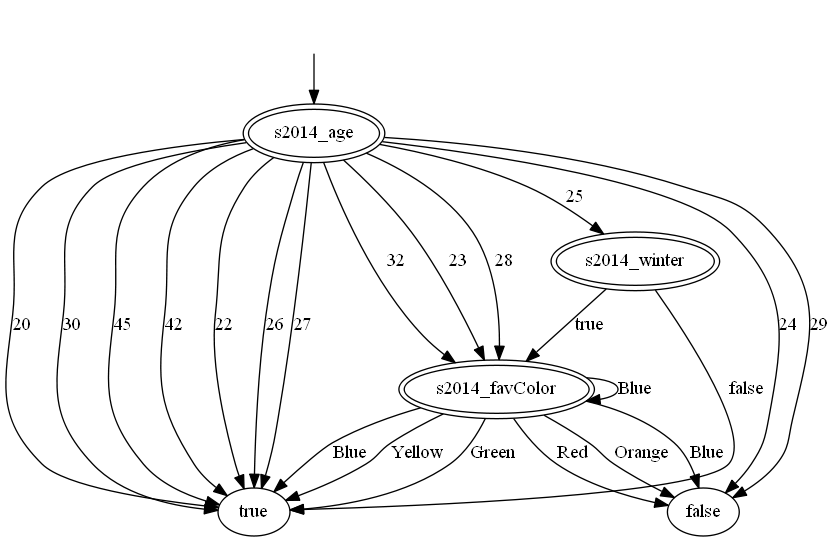 s2014_age
25
s2014_winter
32
23
28
20
30
45
42
22
26
27
true
24
29
s2014_favColor
Blue
false
Blue
Yellow
Green
Red
Orange
Blue
true
false